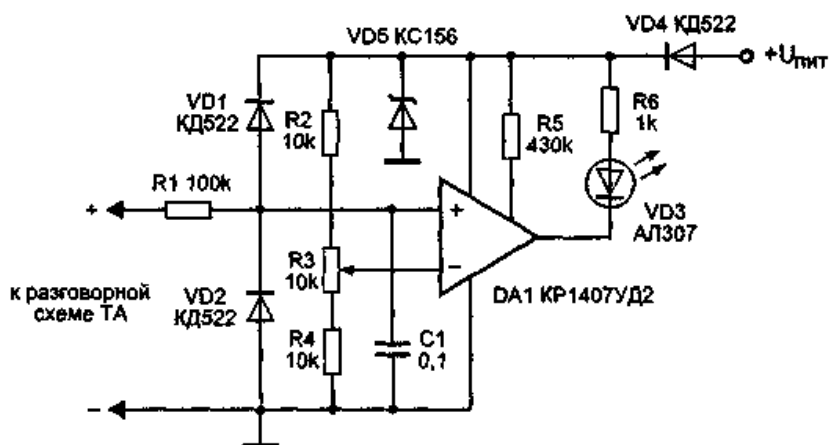 VD5 КС156
VD4 КД522
+Uпит
VD1
КД522
R2
10k
R5
430k
R6
1k
R1 100k
+
+
VD3
АЛ307
R3
10k
−
DA1 КР1407УД2
к разговорной
схеме ТА
VD2
КД522
R4
10k
C1
0,1
−